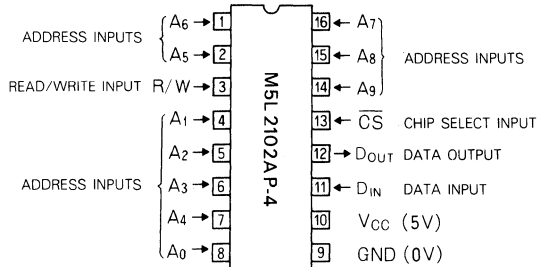 A6 → 1
A5 → 2
ADDRESS INPUTS
READ/WRITE INPUT R/W → 3
A1 → 4
A2 → 5
A3 → 6
A4 → 7
A0 → 8
ADDRESS INPUTS
M5L2102AP-4
16 ← A7
15 ← A8
14 ← A9
ADDRESS INPUTS
13 ← C̅S̅ CHIP SELECT INPUT
12 → DOUT DATA OUTPUT
11 ← DIN DATA INPUT
10 VCC (5V)
9 GND (0V)